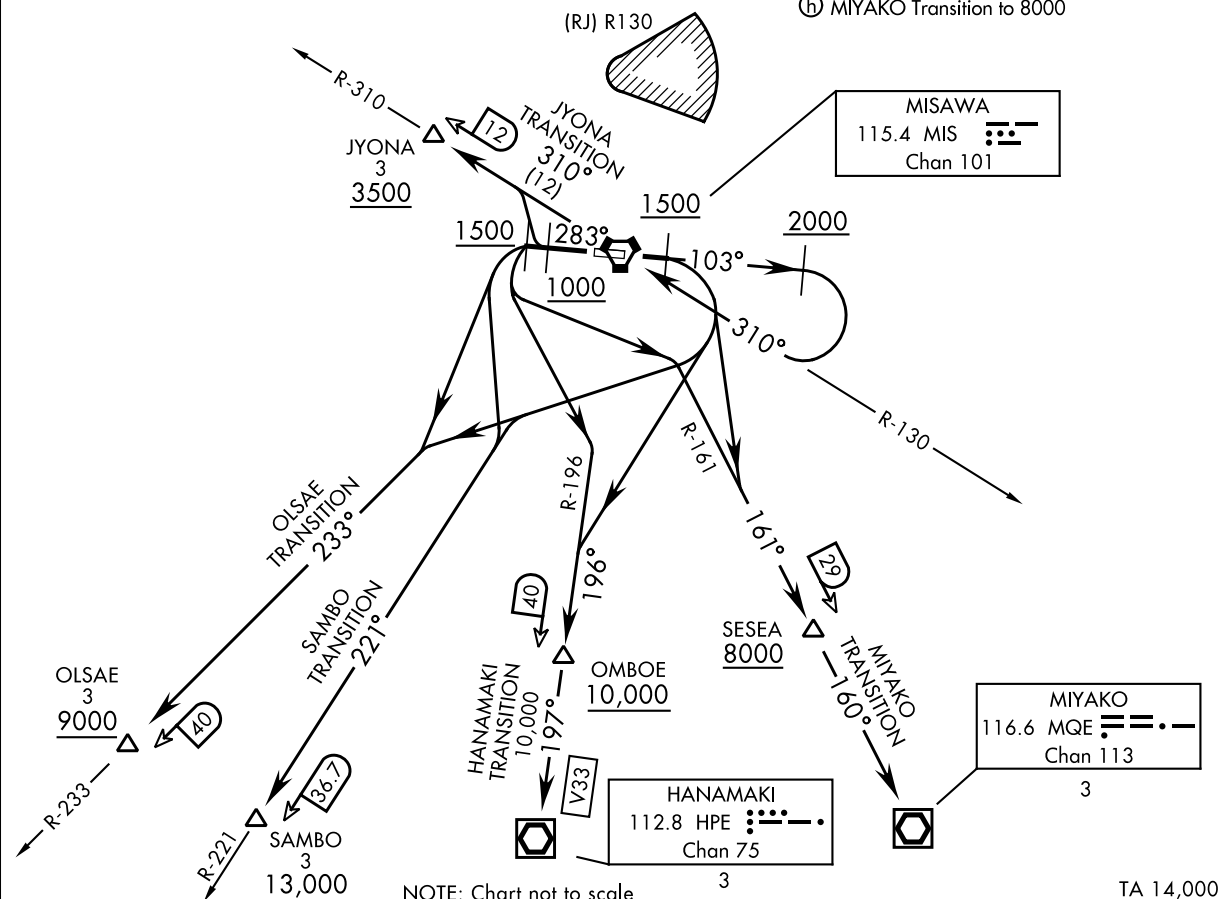 ⓗ MIYAKO Transition to 8000
(RJ) R130
R-310
12
JYONA
TRANSITION
310°
(12)
JYONA
3
3500
MISAWA
115.4 MIS
Chan 101
1500
1500
2000
283°
103°
1000
310°
R-130
R-161
R-196
OLSAE
TRANSITION
233°
161°
29
196°
40
SAMBO
TRANSITION
221°
SESEA
8000
MIYAKO
TRANSITION
160°
OMBOE
10,000
HANAMAKI
TRANSITION
10,000
197°
V33
OLSAE
3
9000
40
R-233
36.7
SAMBO
3
13,000
R-221
MIYAKO
116.6 MQE
Chan 113
3
HANAMAKI
112.8 HPE
Chan 75
3
NOTE: Chart not to scale
TA 14,000